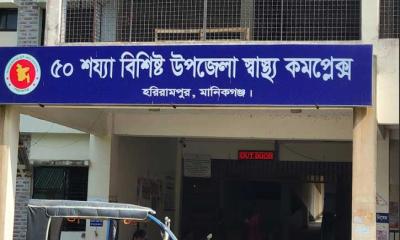 ৫০ শয্যা বিশিষ্ট উপজেলা স্বাস্থ্য কমপ্লেক্স
হরিরামপুর, মানিকগঞ্জ।
OUT DOOR